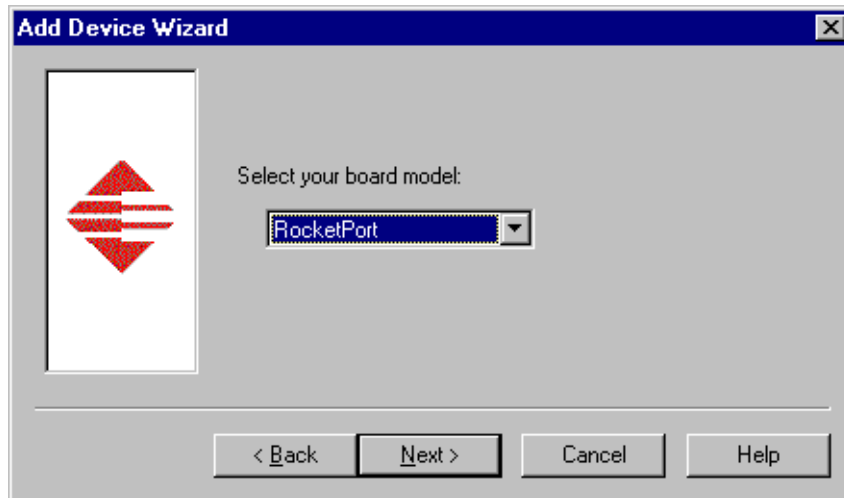 Add Device Wizard
Select your board model:
RocketPort
< Back Next > Cancel Help